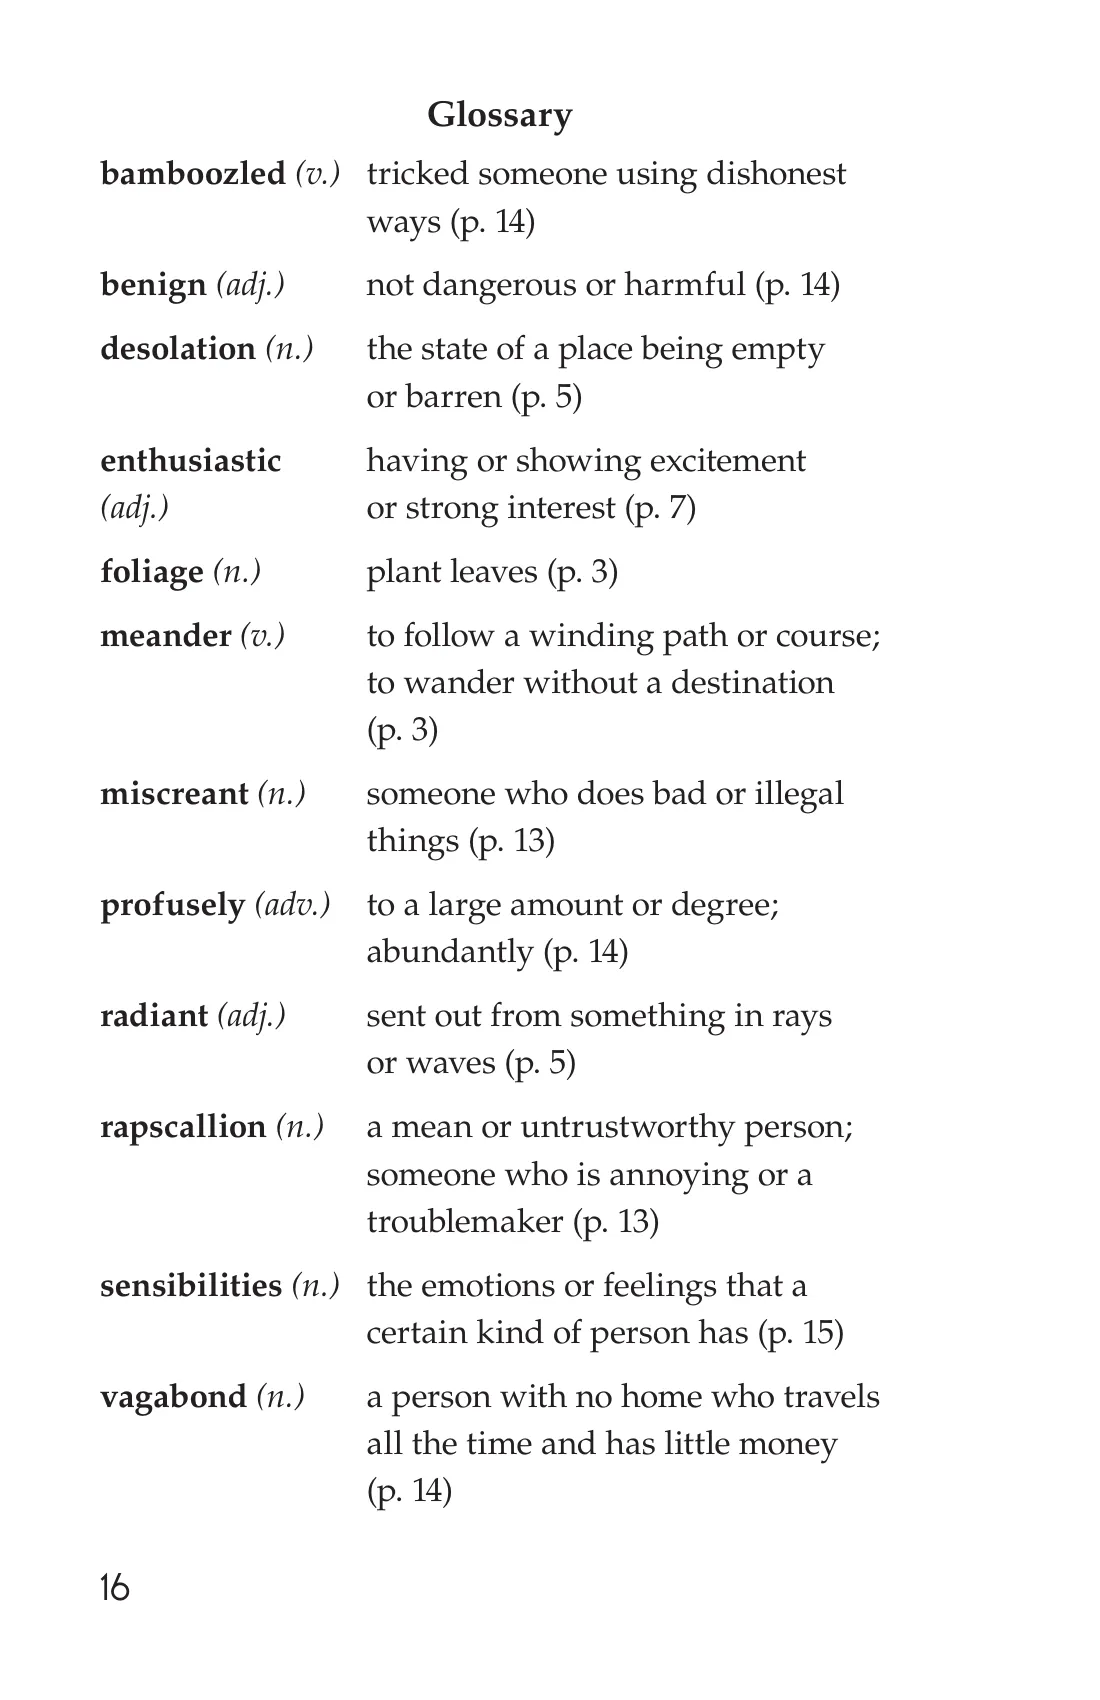 Glossary
bamboozled (v.) tricked someone using dishonest
ways (p. 14)
benign (adj.) not dangerous or harmful (p. 14)
desolation (n.) the state of a place being empty
or barren (p. 5)
enthusiastic having or showing excitement
(adj.) or strong interest (p. 7)
foliage (n.) plant leaves (p. 3)
meander (v.) to follow a winding path or course;
to wander without a destination
(p. 3)
miscreant (n.) someone who does bad or illegal
things (p. 13)
profusely (adv.) to a large amount or degree;
abundantly (p. 14)
radiant (adj.) sent out from something in rays
or waves (p. 5)
rapscallion (n.) a mean or untrustworthy person;
someone who is annoying or a
troublemaker (p. 13)
sensibilities (n.) the emotions or feelings that a
certain kind of person has (p. 15)
vagabond (n.) a person with no home who travels
all the time and has little money
(p. 14)
16